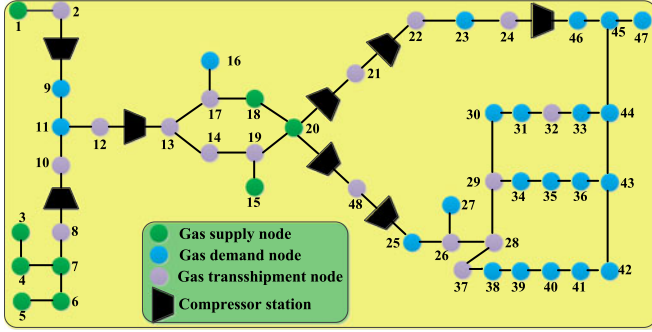 1 2 22 23 24 46 45 47
16 21
9 17 18 30 31 32 33 44
11 12 13 14 19 20
10 15 29 34 35 36 43
3 8 48 27
4 7 25 26 28
5 6 37 38 39 40 41 42
Gas supply node
Gas demand node
Gas transshipment node
Compressor station